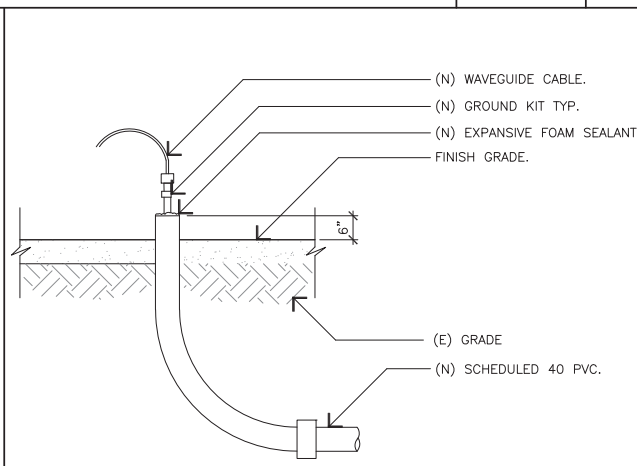 (N) WAVEGUIDE CABLE.
(N) GROUND KIT TYP.
(N) EXPANSIVE FOAM SEALANT
FINISH GRADE.
6"
(E) GRADE
(N) SCHEDULED 40 PVC.